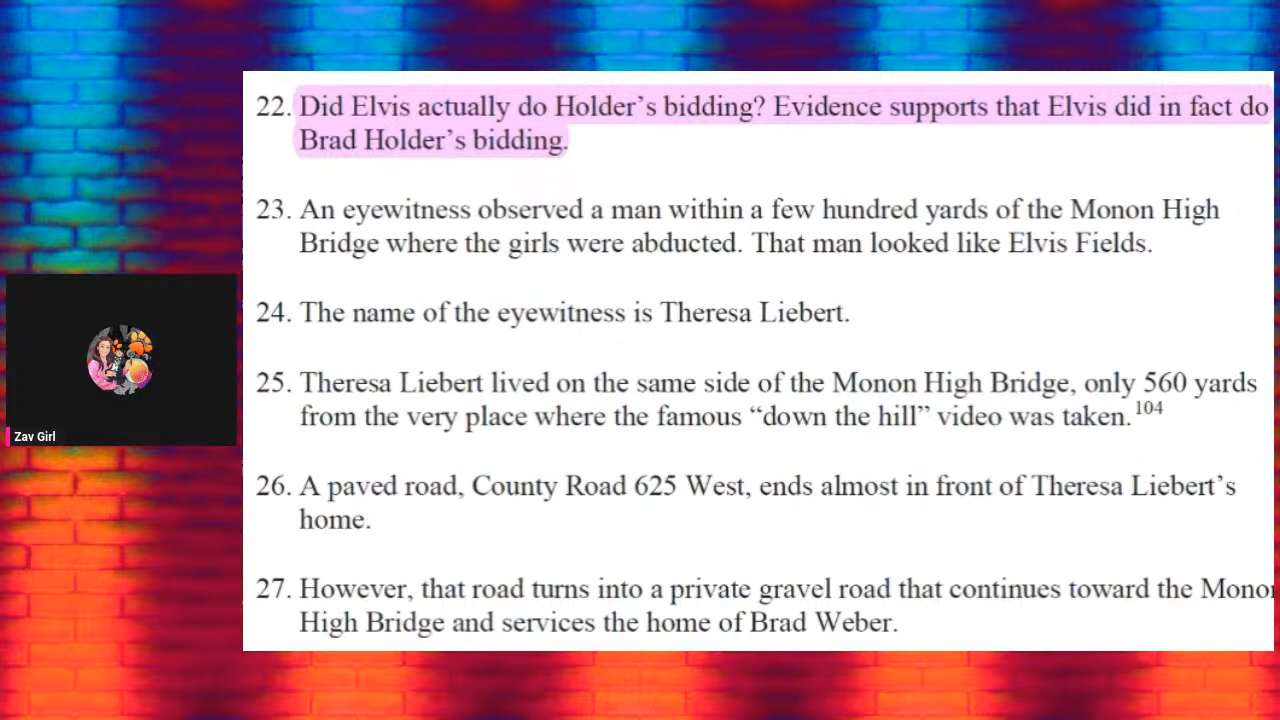 22. Did Elvis actually do Holder's bidding? Evidence supports that Elvis did in fact do
Brad Holder's bidding.
23. An eyewitness observed a man within a few hundred yards of the Monon High
Bridge where the girls were abducted. That man looked like Elvis Fields.
24. The name of the eyewitness is Theresa Liebert.
25. Theresa Liebert lived on the same side of the Monon High Bridge, only 560 yards
from the very place where the famous “down the hill” video was taken.104
26. A paved road, County Road 625 West, ends almost in front of Theresa Liebert's
home.
27. However, that road turns into a private gravel road that continues toward the Mono
High Bridge and services the home of Brad Weber.
Zav Girl